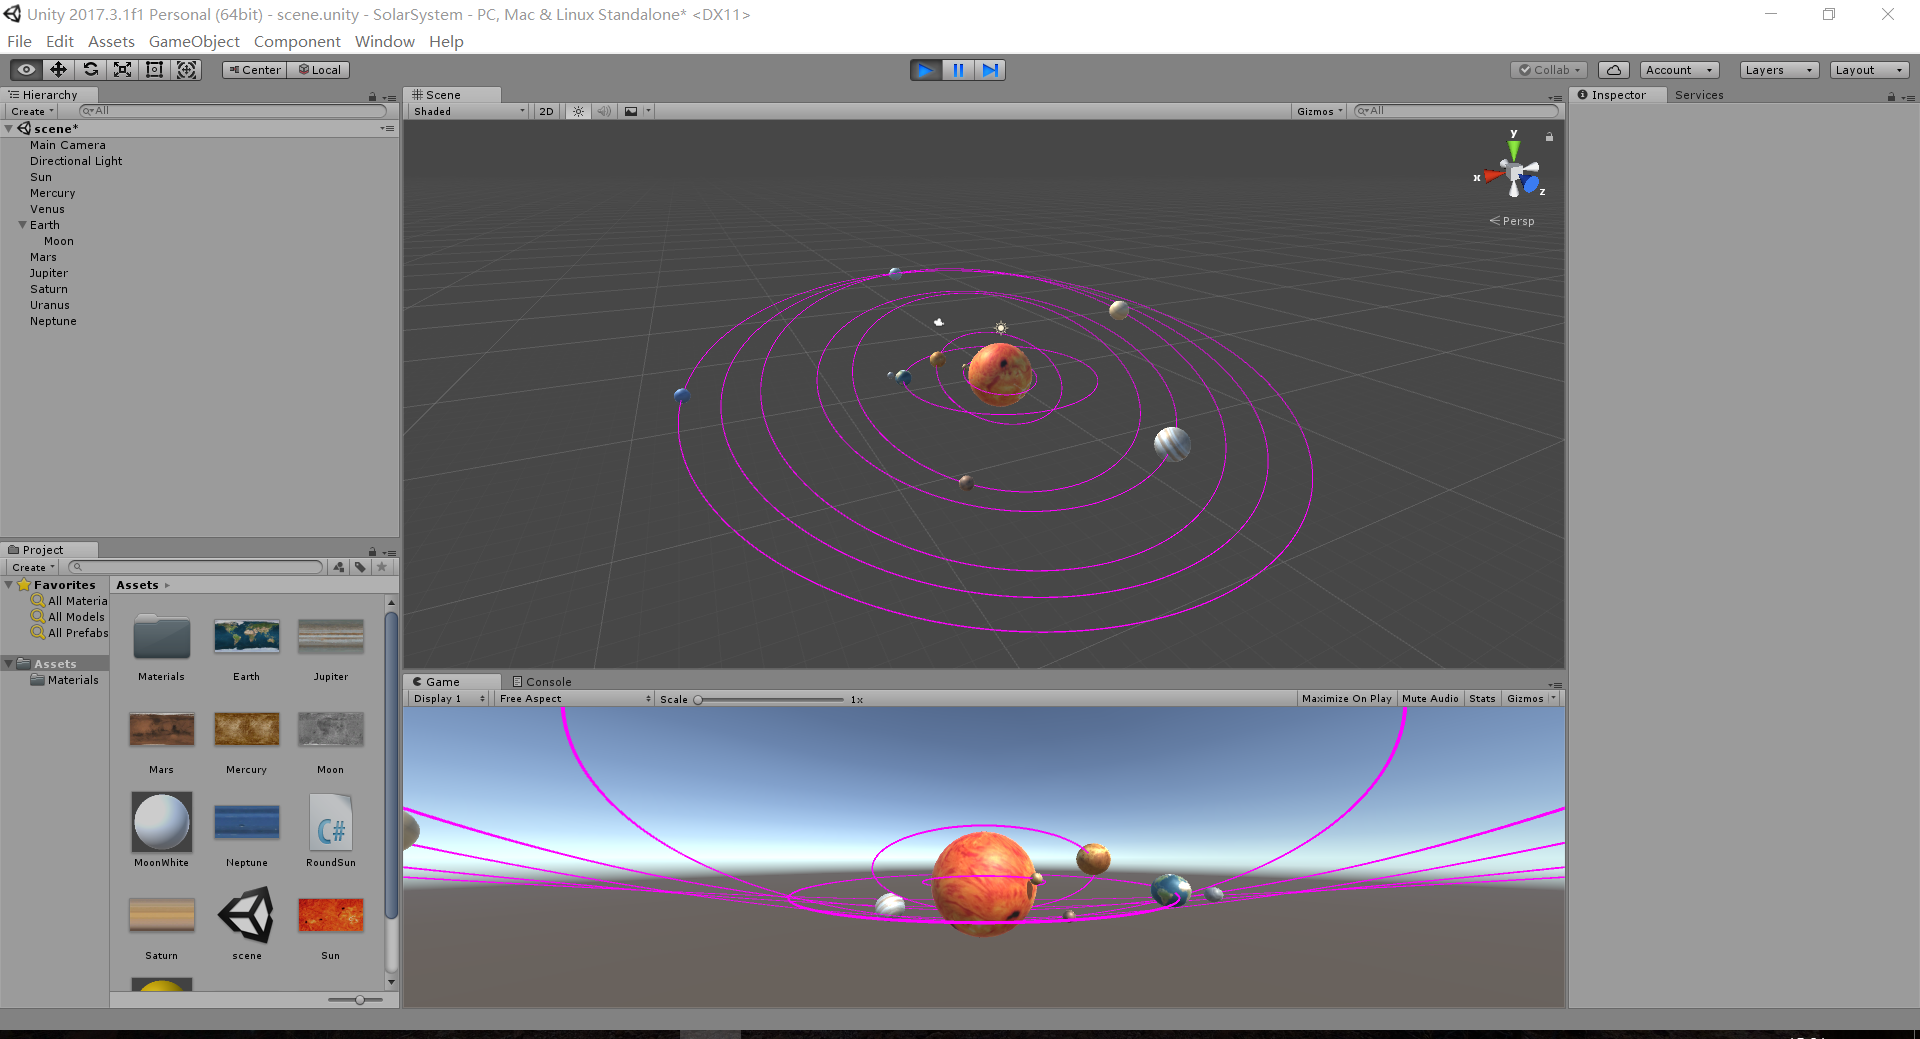 Unity 2017.3.1f1 Personal (64bit) - scene.unity - SolarSystem - PC, Mac & Linux Standalone* <DX11>
File Edit Assets GameObject Component Window Help
Center Local Collab Account Layers Layout
Hierarchy
Create All
scene*
Main Camera
Directional Light
Sun
Mercury
Venus
Earth
Moon
Mars
Jupiter
Saturn
Uranus
Neptune
Scene
Shaded 2D Gizmos All
y
x
z
Persp
Inspector Services
Project
Create
Favorites
All Materia
All Models
All Prefabs
Assets
Materials
Assets
Materials Earth Jupiter
Mars Mercury Moon
C#
MoonWhite Neptune RoundSun
Saturn scene Sun
Game Console
Display 1 Free Aspect Scale 1x Maximize On Play Mute Audio Stats Gizmos